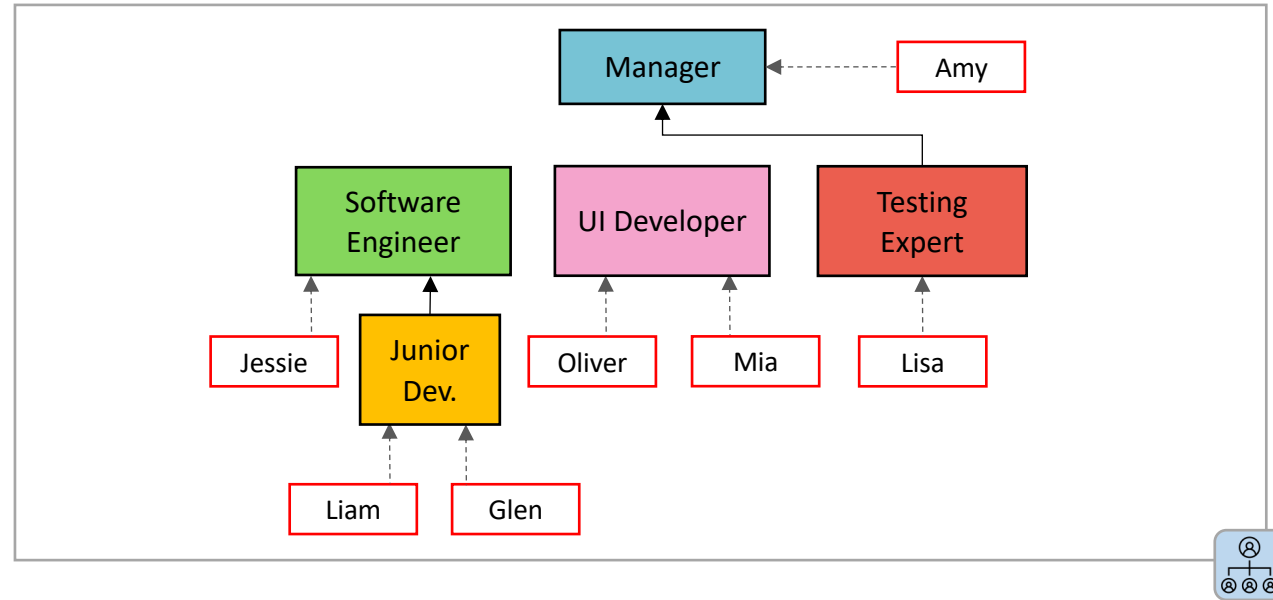 Manager
Amy
Software
Engineer
UI Developer
Testing
Expert
Jessie
Junior
Dev.
Oliver
Mia
Lisa
Liam
Glen